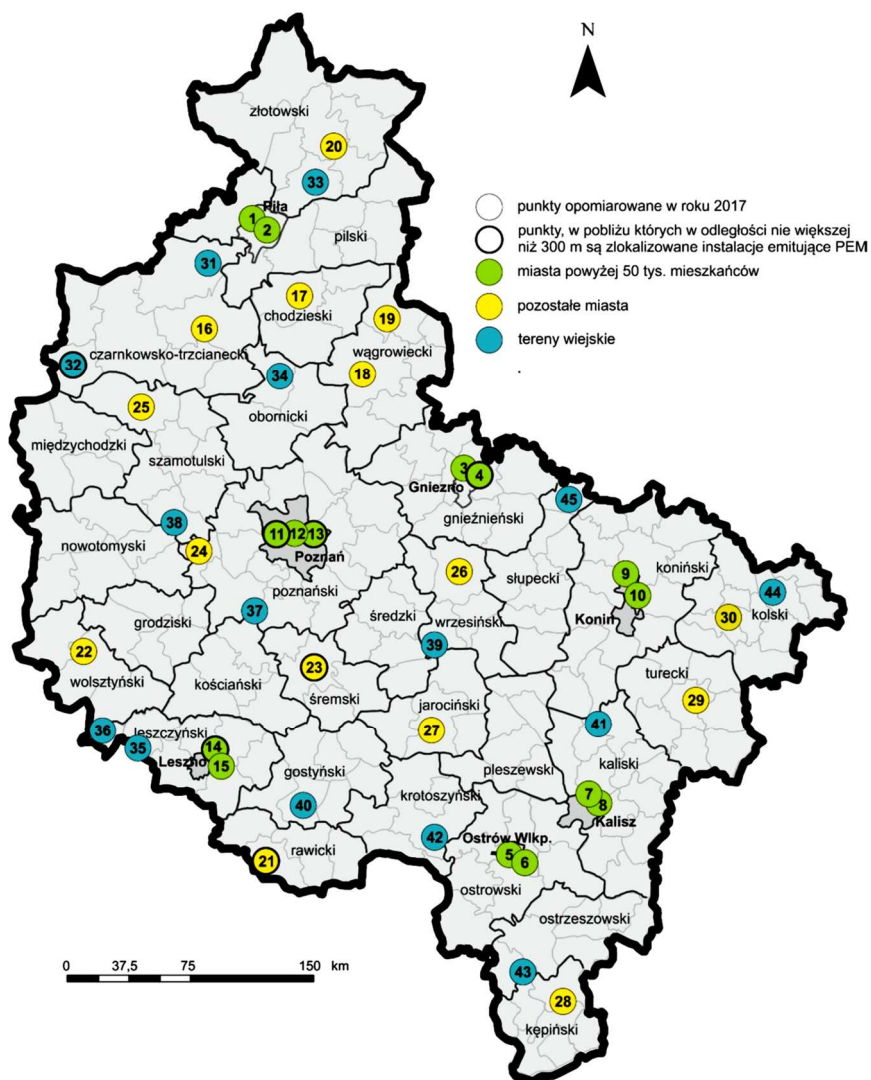 N
złotowski
20
33
Piła
1
2
pilski
punkty opomiarowane w roku 2017
punkty, w pobliżu których w odległości nie większej
niż 300 m są zlokalizowane instalacje emitujące PEM
miasta powyżej 50 tys. mieszkańców
pozostałe miasta
tereny wiejskie
.
31
17
chodzieski
16
19
czarnkowsko-trzcianecki
wągrowiecki
32
34
18
25
obornicki
międzychodzki
szamotulski
3
4
Gniezno
45
gnieźnieński
38
11
12
13
Poznań
nowotomyski
24
poznański
26
słupecki
9
10
koniński
Konin
44
kolski
30
37
grodziski
średzki
wrzesiński
39
22
wolsztyński
kościański
23
śremski
turecki
29
jarociński
27
41
36
leszczyński
35
14
Leszno
15
gostyński
40
pleszewski
kaliski
7
8
Kalisz
krotoszyński
42
Ostrów Wlkp.
5
6
ostrowski
21
rawicki
ostrzeszowski
43
28
kępiński
0
37,5
75
150
km